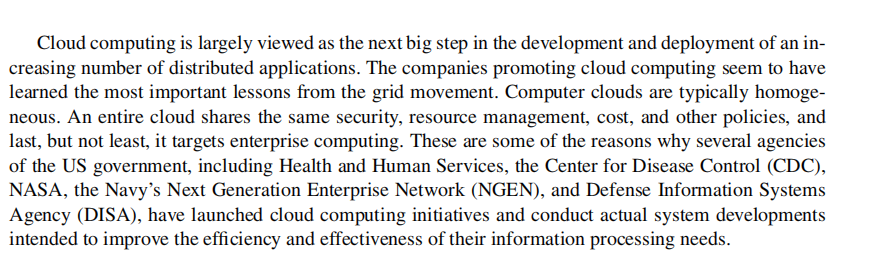 Cloud computing is largely viewed as the next big step in the development and deployment of an in-
creasing number of distributed applications. The companies promoting cloud computing seem to have
learned the most important lessons from the grid movement. Computer clouds are typically homoge-
neous. An entire cloud shares the same security, resource management, cost, and other policies, and
last, but not least, it targets enterprise computing. These are some of the reasons why several agencies
of the US government, including Health and Human Services, the Center for Disease Control (CDC),
NASA, the Navy’s Next Generation Enterprise Network (NGEN), and Defense Information Systems
Agency (DISA), have launched cloud computing initiatives and conduct actual system developments
intended to improve the efficiency and effectiveness of their information processing needs.